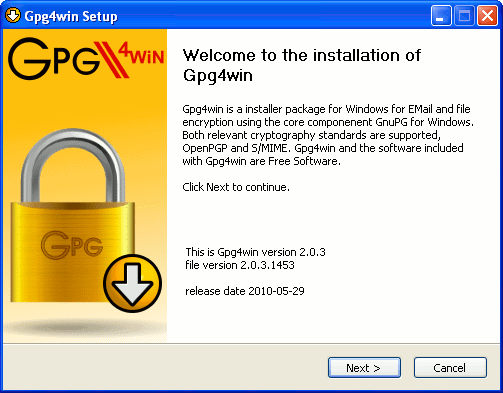 Gpg4win Setup
GPG4WiN
Welcome to the installation of
Gpg4win
Gpg4win is a installer package for Windows for EMail and file
encryption using the core componenent GnuPG for Windows.
Both relevant cryptography standards are supported,
OpenPGP and S/MIME. Gpg4win and the software included
with Gpg4win are Free Software.
Click Next to continue.
GPG
This is Gpg4win version 2.0.3
file version 2.0.3.1453
release date 2010-05-29
Next >
Cancel